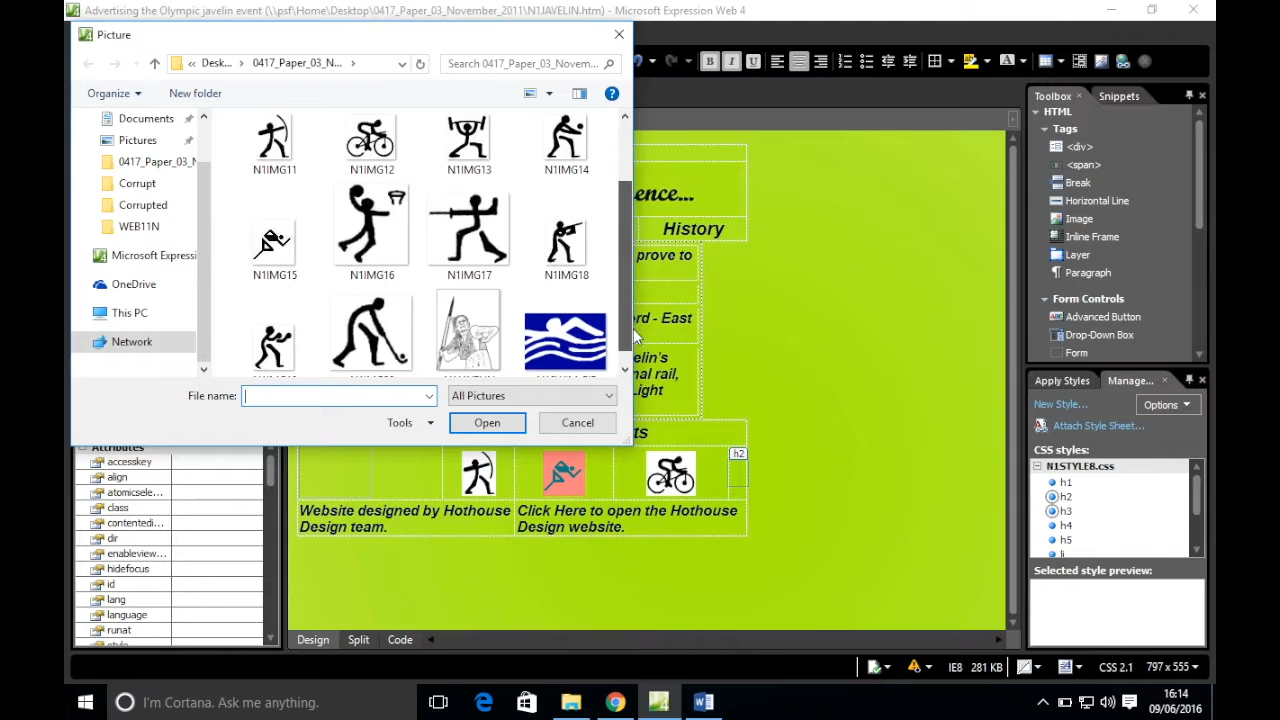 Advertising the Olympic javelin event (\\psf\Home\Desktop\0417_Paper_03_November_2011\N1JAVELIN.htm) - Microsoft Expression Web 4
Picture
« Desk... > 0417_Paper_03_N... >
Search 0417_Paper_03_Novem...
Organize
New folder
Documents
Pictures
0417_Paper_03_N
Corrupt
Corrupted
WEB11N
Microsoft Expressi
OneDrive
This PC
Network
N1IMG11
N1IMG12
N1IMG13
N1IMG14
N1IMG15
N1IMG16
N1IMG17
N1IMG18
File name:
All Pictures
Tools
Open
Cancel
B I U
A
ence...
History
prove to
rd - East
elin's
nal rail,
Light
ts
h2
Website designed by Hothouse
Design team.
Click Here to open the Hothouse
Design website.
Attributes
accesskey
align
atomicsele...
class
contentedi...
dir
enableview...
hidefocus
id
lang
language
runat
style
Design
Split
Code
Toolbox
Snippets
HTML
Tags
<div>
<span>
Break
Horizontal Line
Image
Inline Frame
Layer
Paragraph
Form Controls
Advanced Button
Drop-Down Box
Form
Apply Styles
Manage...
New Style...
Options
Attach Style Sheet...
CSS styles:
N1STYLE8.css
h1
h2
h3
h4
h5
li
Selected style preview:
IE8
281 KB
CSS 2.1
797 x 555
I'm Cortana. Ask me anything.
16:14
09/06/2016